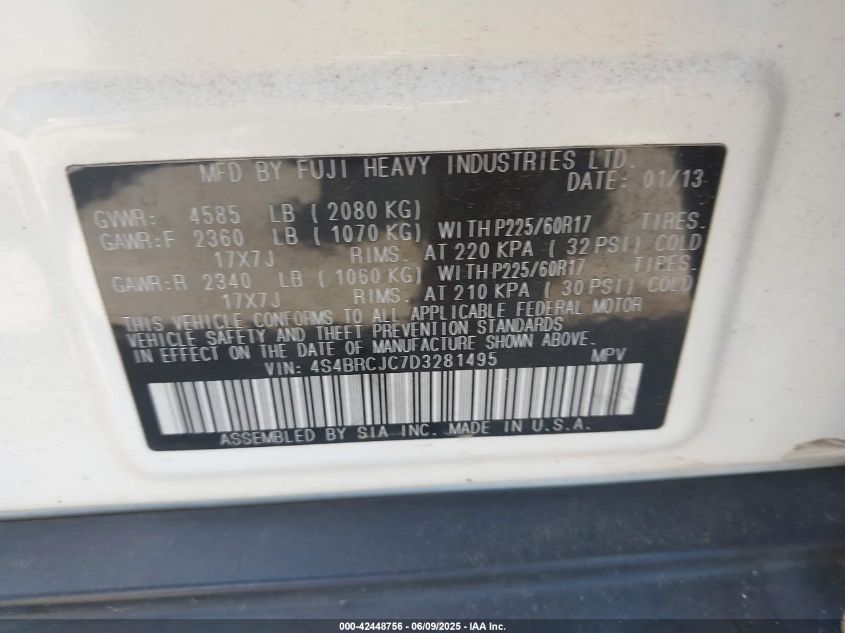 MFD BY FUJI HEAVY INDUSTRIES LTD.
DATE: 01/13
GVWR: 4585 LB ( 2080 KG)
GAWR:F 2360 LB ( 1070 KG) WITH P225/60R17 TIRES.
17X7J RIMS. AT 220 KPA ( 32 PSI) COLD
GAWR:R 2340 LB ( 1060 KG) WITH P225/60R17 TIRES.
17X7J RIMS. AT 210 KPA ( 30 PSI) COLD
THIS VEHICLE CONFORMS TO ALL APPLICABLE FEDERAL MOTOR
VEHICLE SAFETY AND THEFT PREVENTION STANDARDS
IN EFFECT ON THE DATE OF MANUFACTURE SHOWN ABOVE.
VIN: 4S4BRCJC7D3281495 MPV
ASSEMBLED BY SIA INC. MADE IN U.S.A.
000-42448756 - 06/09/2025 - Copyright © IAA, Inc.